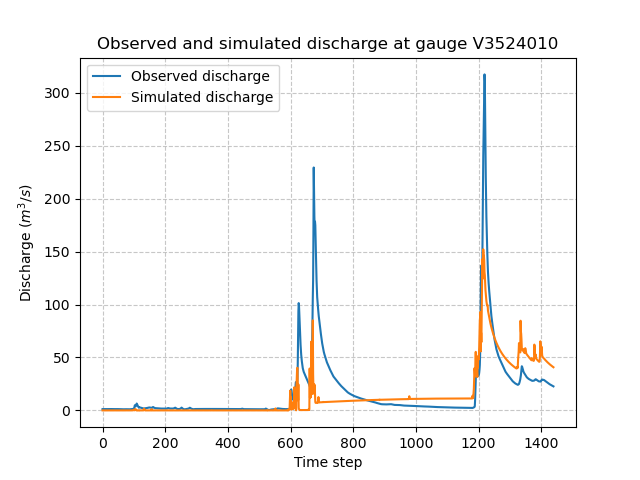 Observed and simulated discharge at gauge V3524010
Observed discharge
Simulated discharge
Discharge ($m^3/s$)
300
250
200
150
100
50
0
0 200 400 600 800 1000 1200 1400
Time step